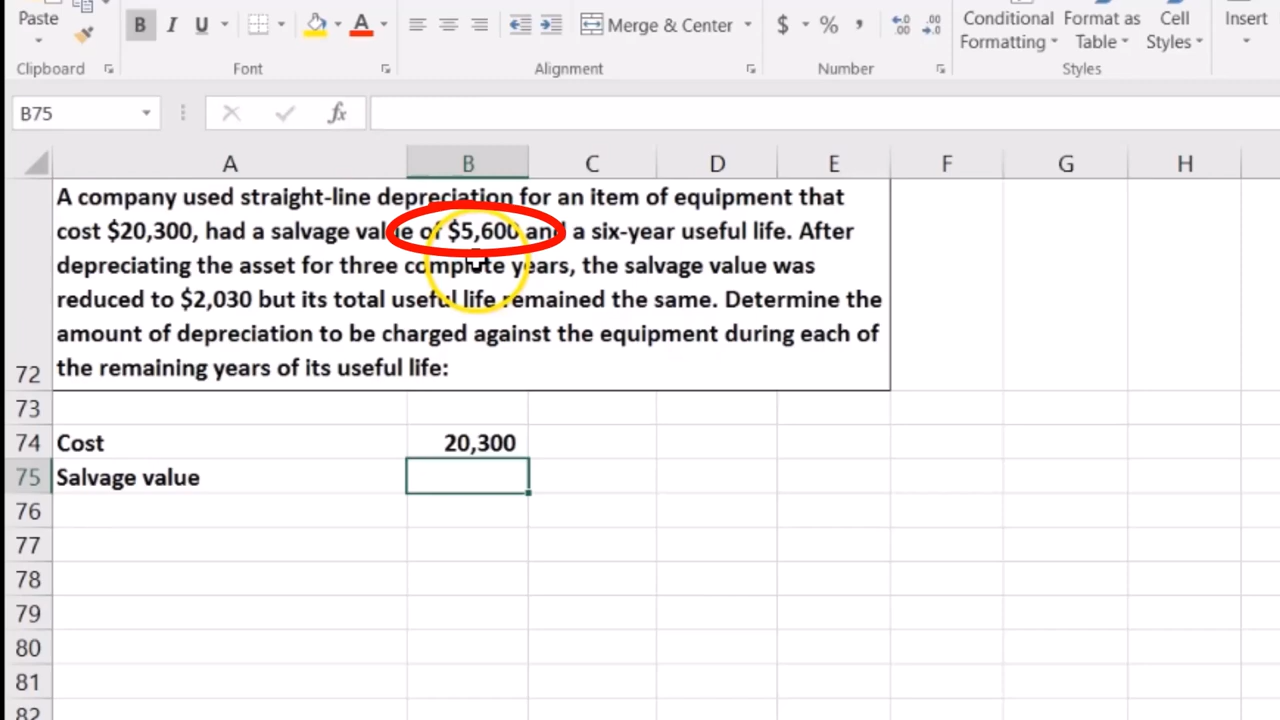 Paste
B I U A
Merge & Center
$ % , .00 .0
Conditional Formatting
Format as Table
Cell Styles
Insert
Clipboard
Font
Alignment
Number
Styles
B75
fx
A B C D E F G H
A company used straight-line depreciation for an item of equipment that
cost $20,300, had a salvage value of $5,600 and a six-year useful life. After
depreciating the asset for three complete years, the salvage value was
reduced to $2,030 but its total useful life remained the same. Determine the
amount of depreciation to be charged against the equipment during each of
72 the remaining years of its useful life:
73
74 Cost 20,300
75 Salvage value
76
77
78
79
80
81
82